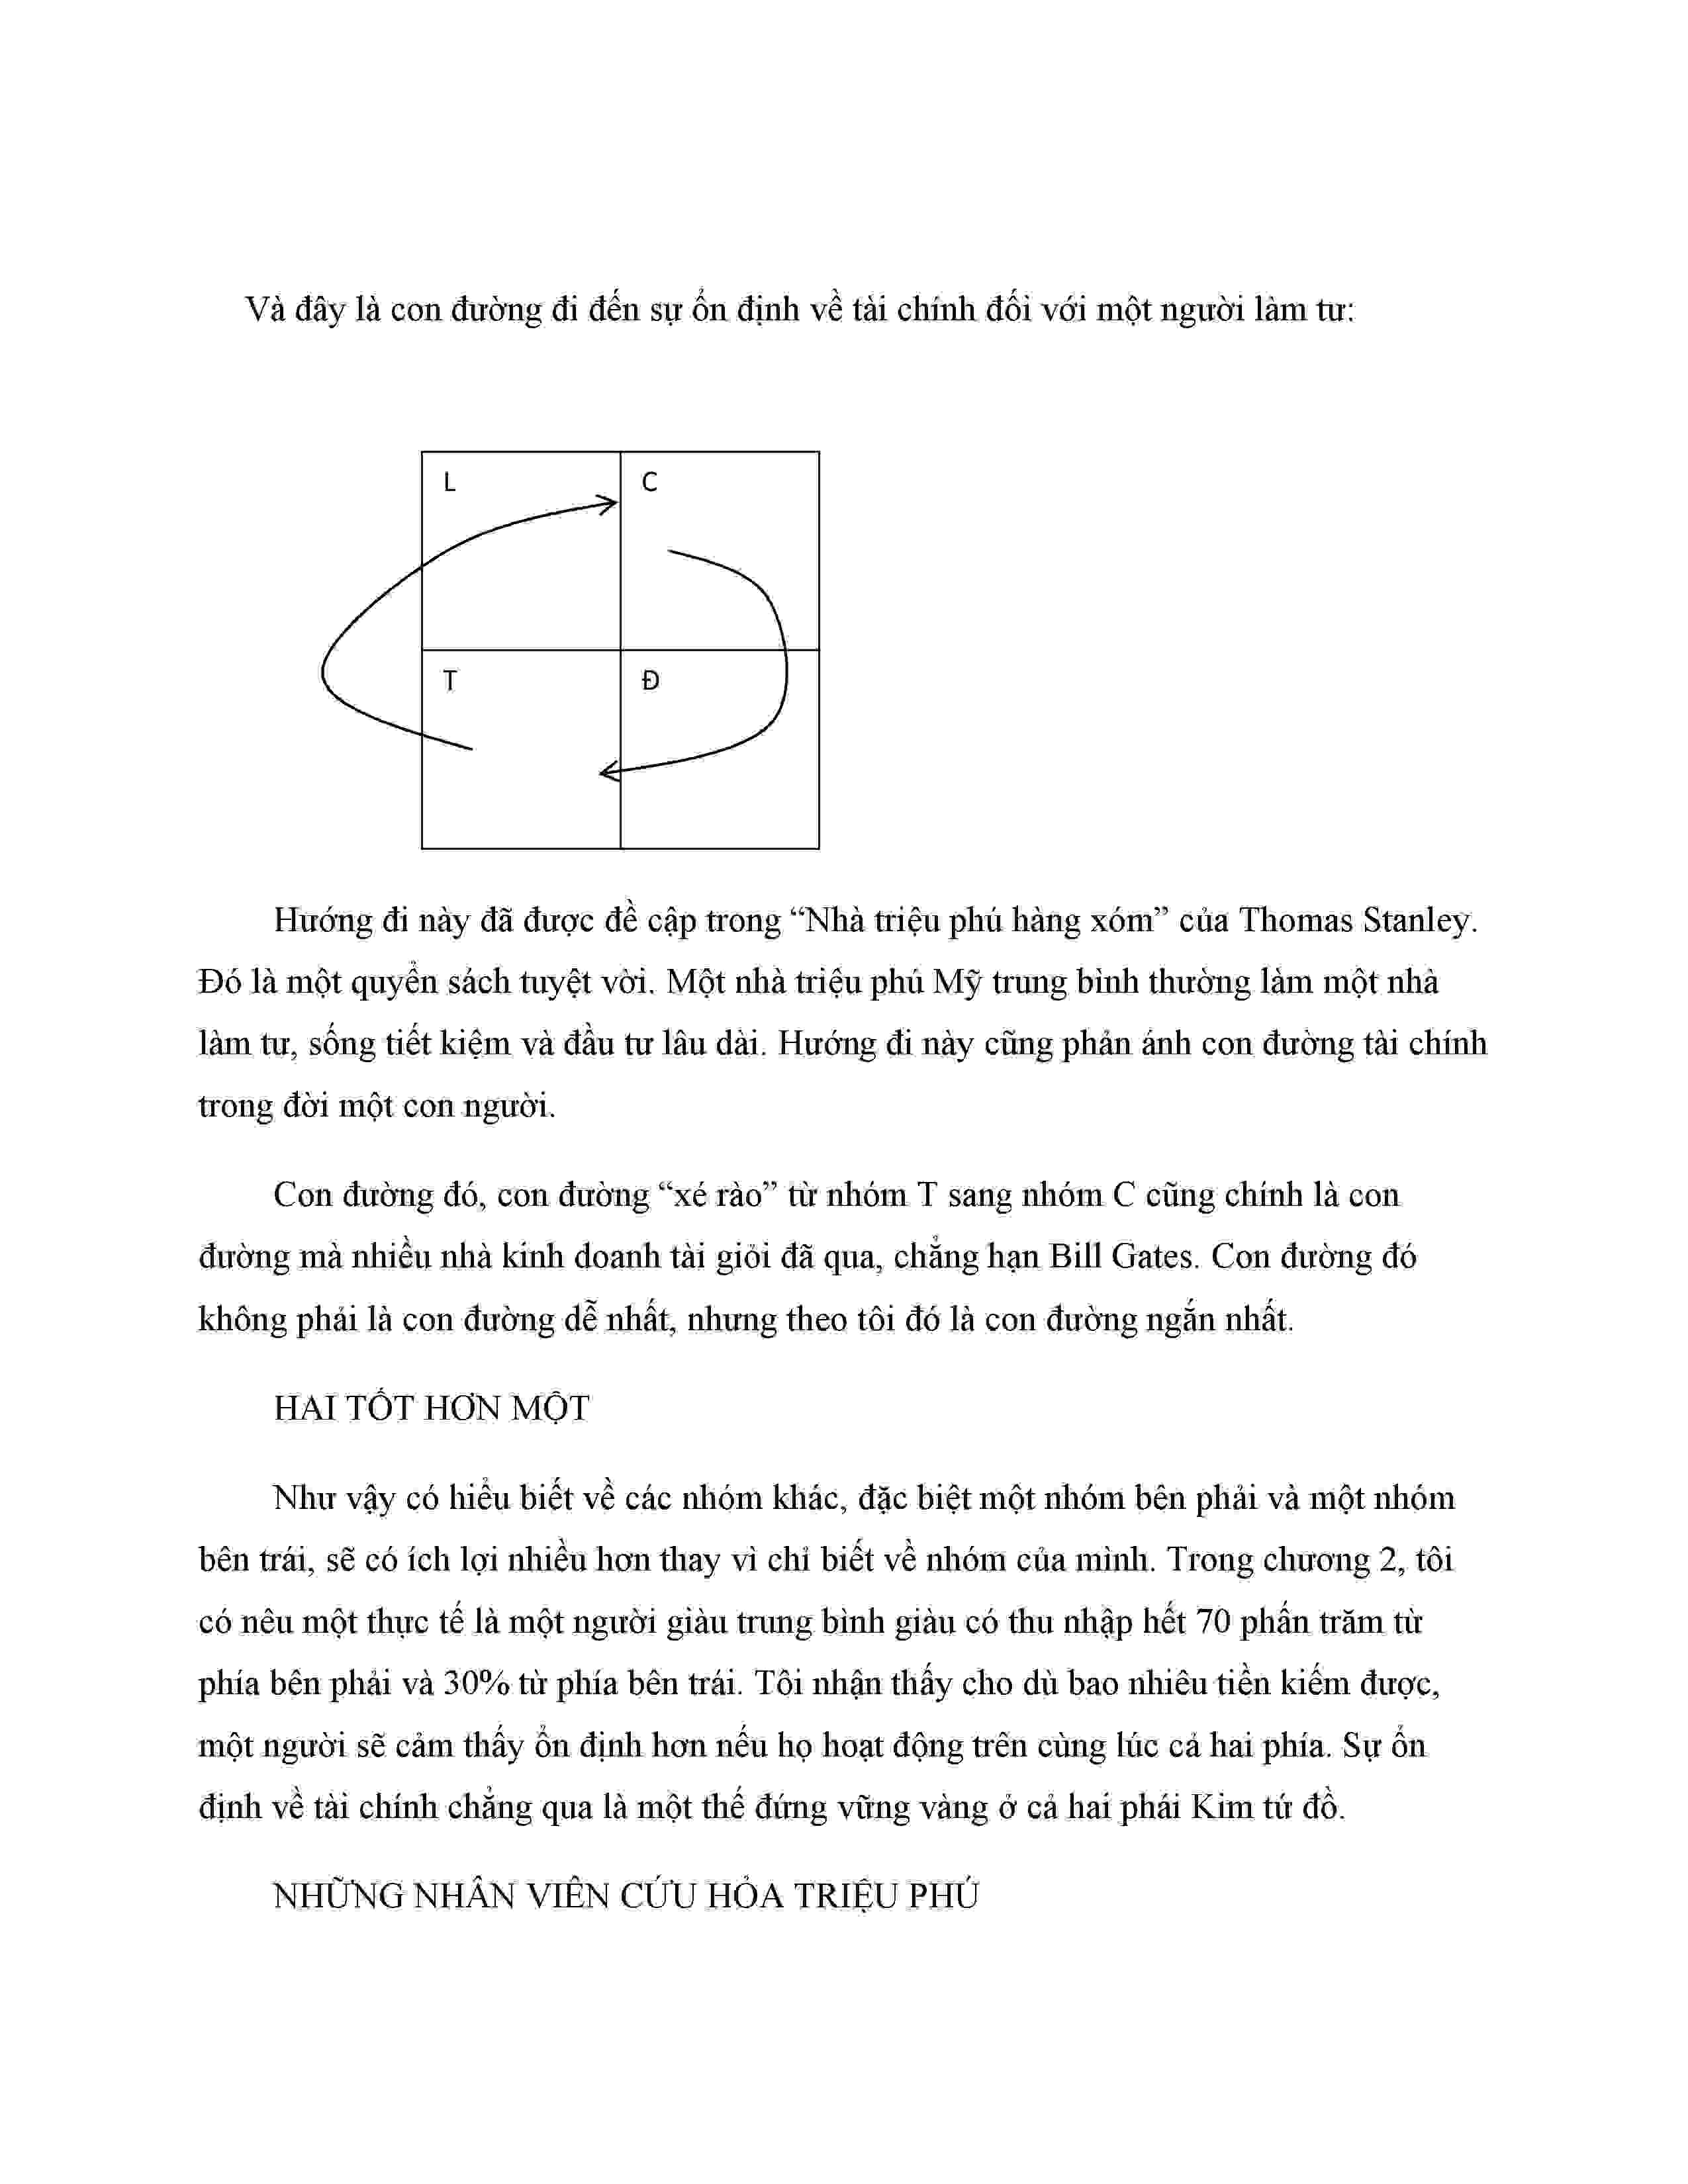 Và đây là con đường đi đến sự ổn định về tài chính đối với một người làm tư:
L
C
T
Đ
Hướng đi này đã được đề cập trong “Nhà triệu phú hàng xóm” của Thomas Stanley.
Đó là một quyển sách tuyệt vời. Một nhà triệu phú Mỹ trung bình thường làm một nhà
làm tư, sống tiết kiệm và đầu tư lâu dài. Hướng đi này cũng phản ánh con đường tài chính
trong đời một con người.
Con đường đó, con đường “xé rào” từ nhóm T sang nhóm C cũng chính là con
đường mà nhiều nhà kinh doanh tài giỏi đã qua, chẳng hạn Bill Gates. Con đường đó
không phải là con đường dễ nhất, nhưng theo tôi đó là con đường ngắn nhất.
HAI TỐT HƠN MỘT
Như vậy có hiểu biết về các nhóm khác, đặc biệt một nhóm bên phải và một nhóm
bên trái, sẽ có ích lợi nhiều hơn thay vì chỉ biết về nhóm của mình. Trong chương 2, tôi
có nêu một thực tế là một người giàu trung bình giàu có thu nhập hết 70 phấn trăm từ
phía bên phải và 30% từ phía bên trái. Tôi nhận thấy cho dù bao nhiêu tiền kiếm được,
một người sẽ cảm thấy ổn định hơn nếu họ hoạt động trên cùng lúc cả hai phía. Sự ổn
định về tài chính chẳng qua là một thế đứng vững vàng ở cả hai phái Kim tứ đồ.
NHỮNG NHÂN VIÊN CỨU HỎA TRIỆU PHÚ